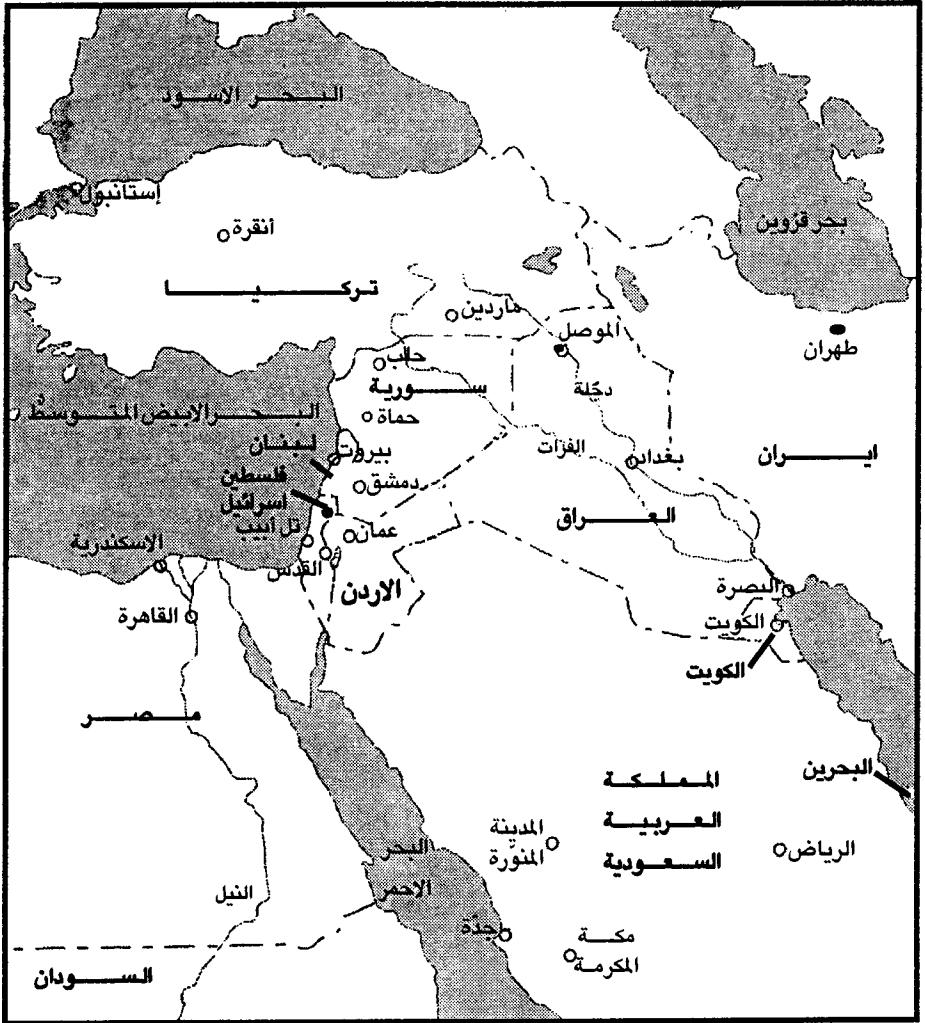 البحر الاسود
إستانبول
أنقرة
بحر قزوين
تركيا
ماردين
الموصل
طهران
حلب
سورية
دجلة
البحر الابيض المتوسط
حماة
لبنان
بيروت
الفرات
بغداد
ايران
فلسطين
دمشق
اسرائيل
العراق
تل أبيب
عمان
الإسكندرية
القدس
الاردن
البصرة
القاهرة
الكويت
الكويت
مصر
البحرين
المملكة
العربية
السعودية
المدينة
المنورة
الرياض
البحر
الاحمر
النيل
جدّة
مكة
المكرمة
السودان